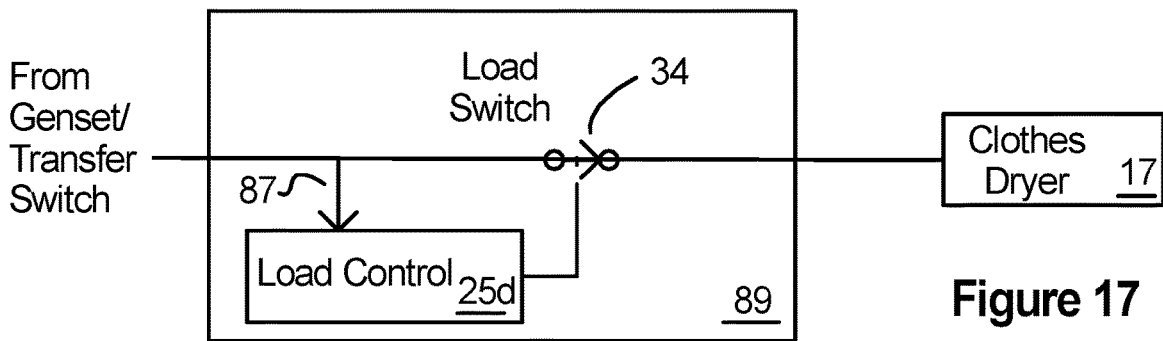 From
Genset/
Transfer
Switch
87
Load
Switch
34
Load Control 25d
89
Clothes
Dryer 17
Figure 17